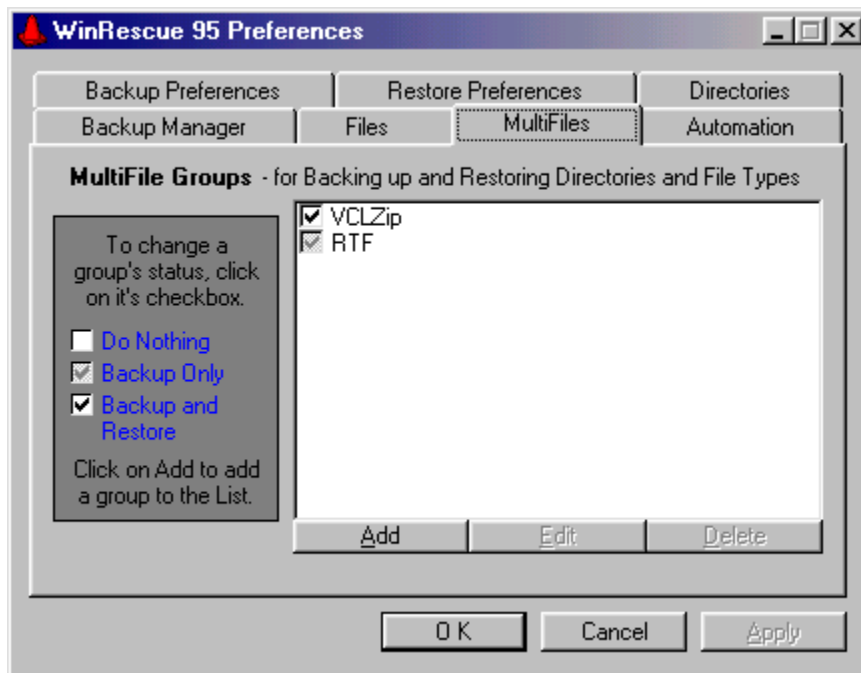 WinRescue 95 Preferences
Backup Preferences
Restore Preferences
Directories
Backup Manager
Files
MultiFiles
Automation
MultiFile Groups - for Backing up and Restoring Directories and File Types
To change a
group's status, click
on it's checkbox.
Do Nothing
Backup Only
Backup and
Restore
Click on Add to add
a group to the List.
VCLZip
RTF
Add
Edit
Delete
O K
Cancel
Apply